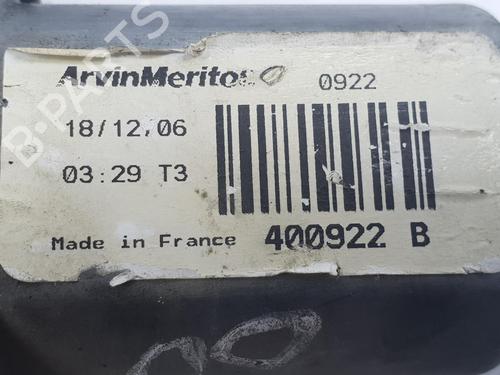 ArvinMeritor 0922
18/12/06
03:29 T3
Made in France 400922 B
B-PARTS